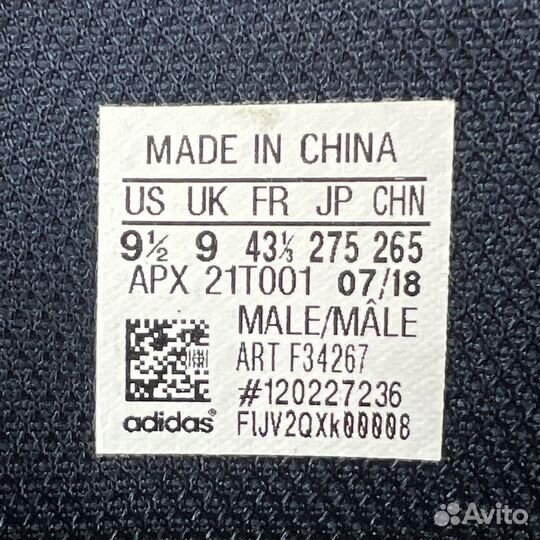 MADE IN CHINA
US UK FR JP CHN
9½ 9 43⅓ 275 265
APX 21T001 07/18
MALE/MÂLE
ART F34267
#120227236
adidas FIJV2QXk00008
Avito